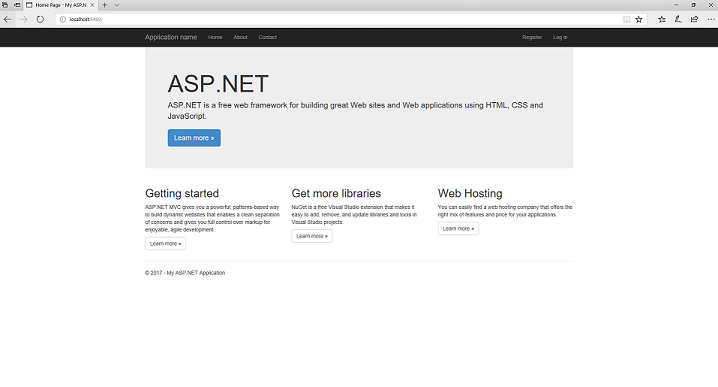 Home Page - My ASP.N
localhost
Application name
Home
About
Contact
Register
Log in
ASP.NET
ASP.NET is a free web framework for building great Web sites and Web applications using HTML, CSS and
JavaScript.
Learn more »
Getting started
ASP.NET MVC gives you a powerful, patterns-based way
to build dynamic websites that enables a clean separation
of concerns and gives you full control over markup for
enjoyable, agile development.
Learn more »
Get more libraries
NuGet is a free Visual Studio extension that makes it
easy to add, remove, and update libraries and tools in
Visual Studio projects.
Learn more »
Web Hosting
You can easily find a web hosting company that offers the
right mix of features and price for your applications.
Learn more »
© 2017 - My ASP.NET Application